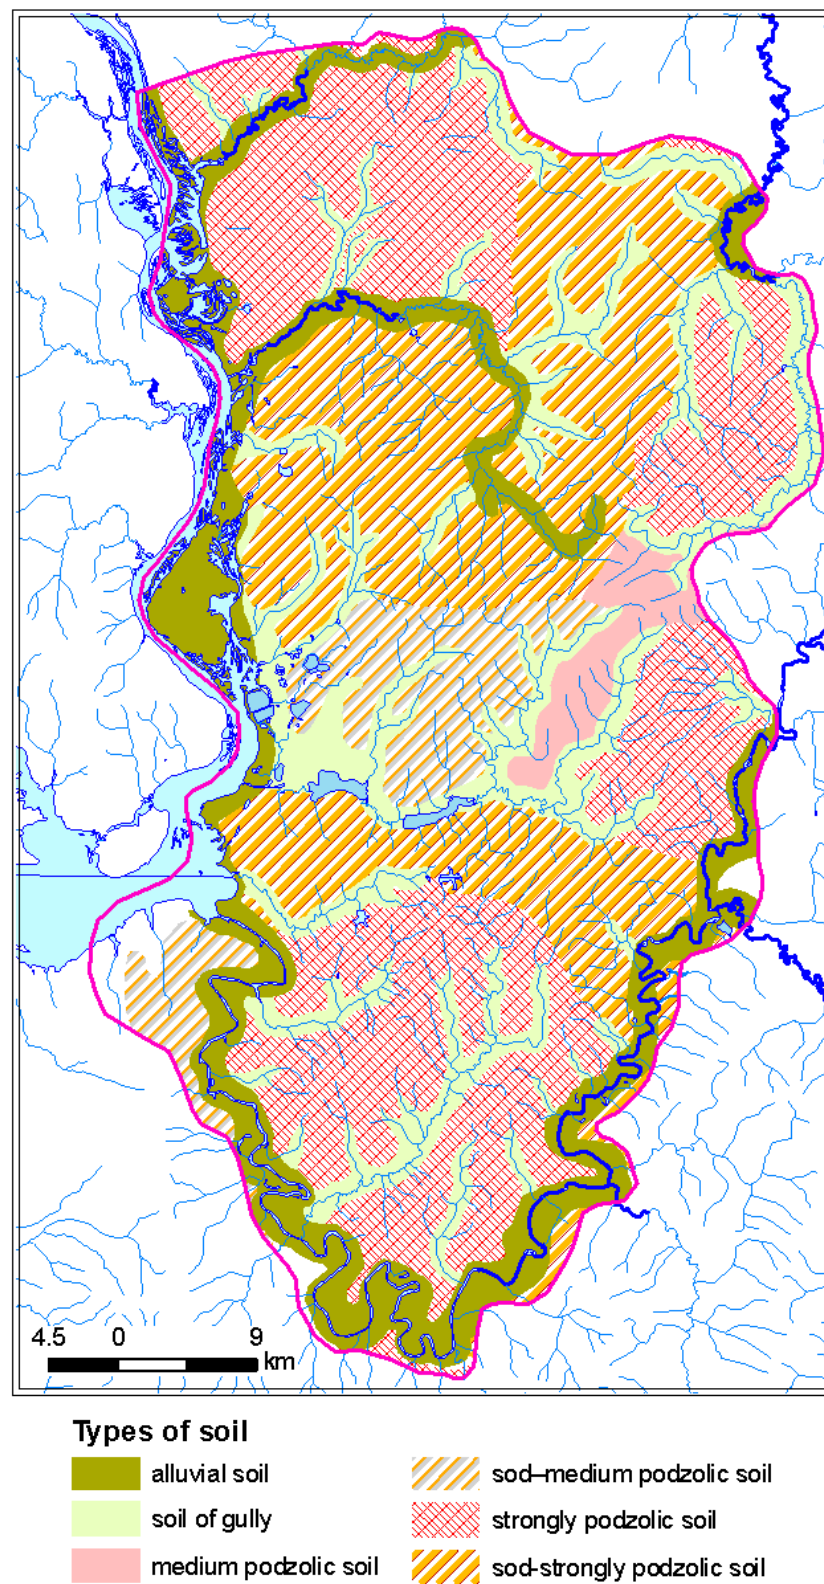 4.5 0 9
km
Types of soil
alluvial soil
soil of gully
medium podzolic soil
sod–medium podzolic soil
strongly podzolic soil
sod-strongly podzolic soil